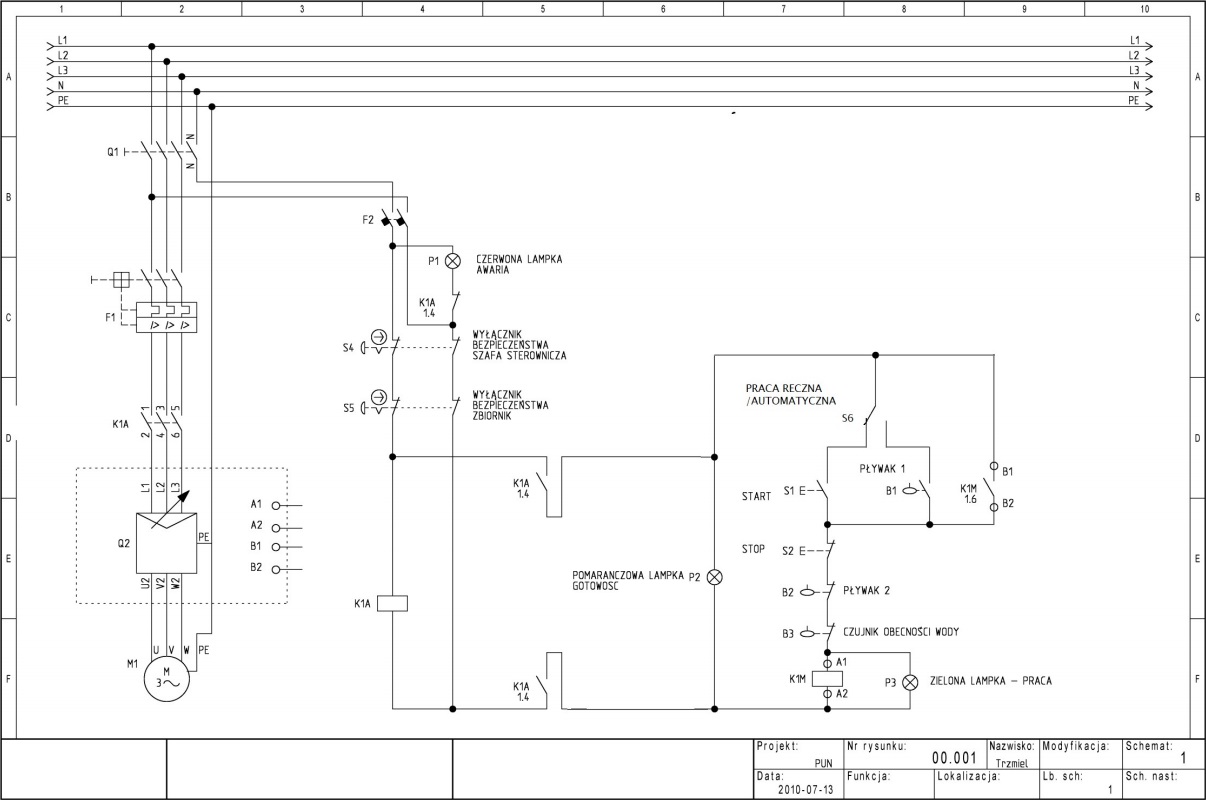 1 2 3 4 5 6 7 8 9 10
A A
B B
C C
D D
E E
F F
L1 L1
L2 L2
L3 L3
N N
PE PE
Q1
N
N
F2
P1
CZERWONA LAMPKA
AWARIA
K1A
1.4
F1
I> I> I>
S4
WYŁĄCZNIK
BEZPIECZEŃSTWA
SZAFA STEROWNICZA
S5
WYŁĄCZNIK
BEZPIECZEŃSTWA
ZBIORNIK
K1A
1 3 5
2 4 6
L1 L2 L3
A1
A2
B1
B2
Q2
PE
U2 V2 W2
U V W PE
M1
M
3~
K1A
K1A
1.4
K1A
1.4
POMARANCZOWA LAMPKA
GOTOWOSC
P2
PRACA RECZNA
/AUTOMATYCZNA
S6
PŁYWAK 1
START
S1
B1
K1M
1.6
B1
B2
STOP
S2
B2
PŁYWAK 2
B3
CZUJNIK OBECNOŚCI WODY
A1
K1M
A2
P3
ZIELONA LAMPKA – PRACA
Projekt:
PUN
Nr rysunku:
00.001
Nazwisko:
Trzmiel
Modyfikacja:
Schemat:
1
Data:
2010-07-13
Funkcja:
Lokalizacja:
Lb. sch:
1
Sch. nast: